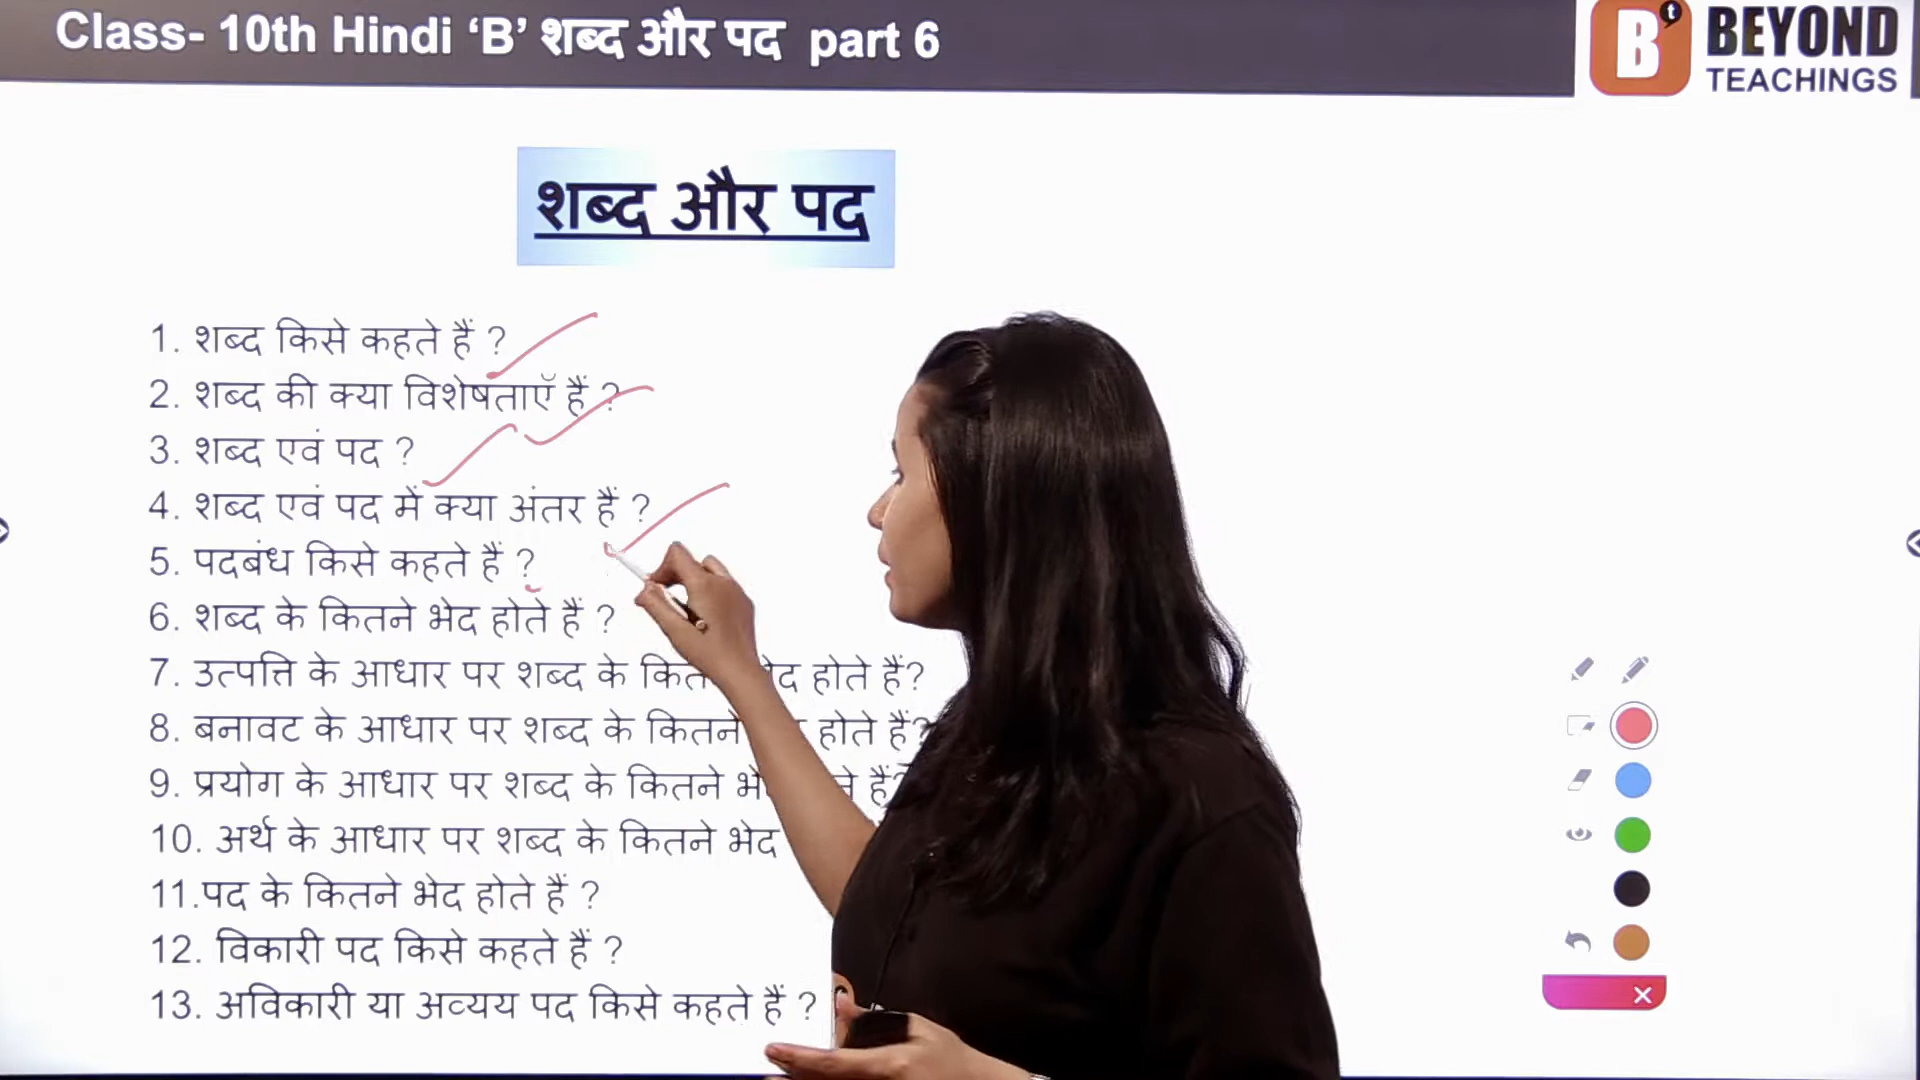 Class- 10th Hindi ‘B’ शब्द और पद part 6
Bt BEYOND
TEACHINGS
शब्द और पद
1. शब्द किसे कहते हैं ?
2. शब्द की क्या विशेषताएँ हैं ?
3. शब्द एवं पद ?
4. शब्द एवं पद में क्या अंतर हैं ?
5. पदबंध किसे कहते हैं ?
6. शब्द के कितने भेद होते हैं ?
7. उत्पत्ति के आधार पर शब्द के होते हैं?
8. बनावट के आधार पर शब्द के कितने होते हैं?
9. प्रयोग के आधार पर शब्द के कितने हैं?
10. अर्थ के आधार पर शब्द के कितने भेद
11.पद के कितने भेद होते हैं ?
12. विकारी पद किसे कहते हैं ?
13. अविकारी या अव्यय पद किसे कहते हैं ?